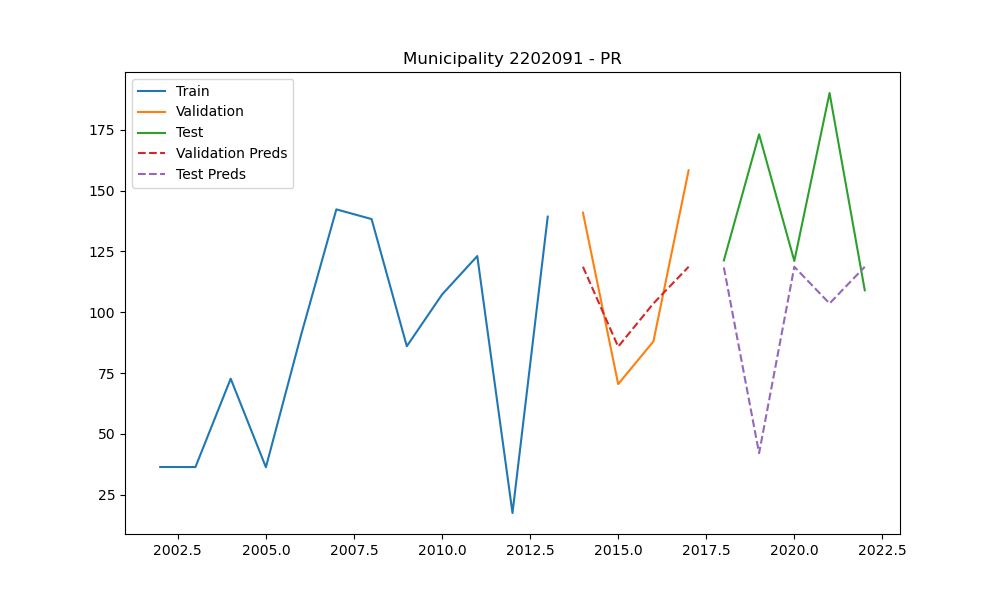 Municipality 2202091 - PR
Train
Validation
Test
Validation Preds
Test Preds
175
150
125
100
75
50
25
2002.5 2005.0 2007.5 2010.0 2012.5 2015.0 2017.5 2020.0 2022.5